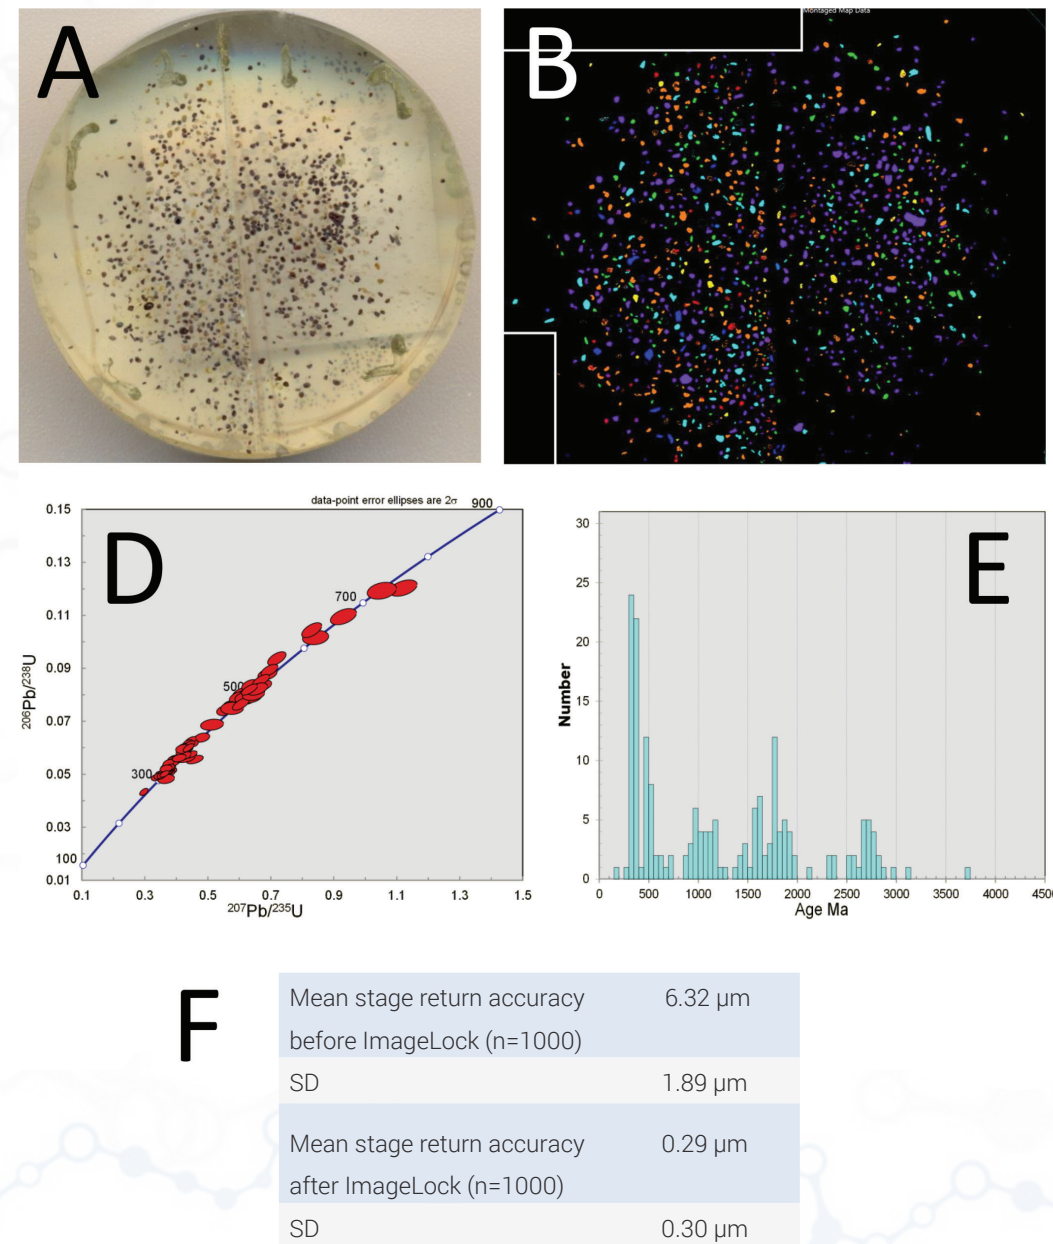 A
B
Montaged Map Data
D
data-point error ellipses are 2σ
900
700
500
300
100
0.15
0.13
0.11
0.09
0.07
0.05
0.03
0.01
0.1 0.3 0.5 0.7 0.9 1.1 1.3 1.5
206Pb/238U
207Pb/235U
E
30
25
20
15
10
5
0
0 500 1000 1500 2000 2500 3000 3500 4000 4500
Number
Age Ma
F
Mean stage return accuracy 6.32 µm
before ImageLock (n=1000)
SD 1.89 µm
Mean stage return accuracy 0.29 µm
after ImageLock (n=1000)
SD 0.30 µm